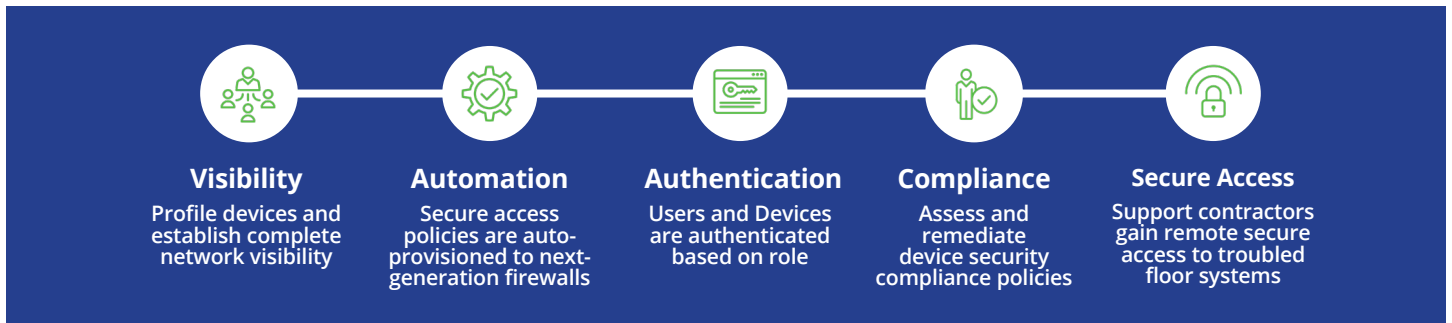 Visibility
Profile devices and
establish complete
network visibility
Automation
Secure access
policies are auto-
provisioned to next-
generation firewalls
Authentication
Users and Devices
are authenticated
based on role
Compliance
Assess and
remediate
device security
compliance policies
Secure Access
Support contractors
gain remote secure
access to troubled
floor systems